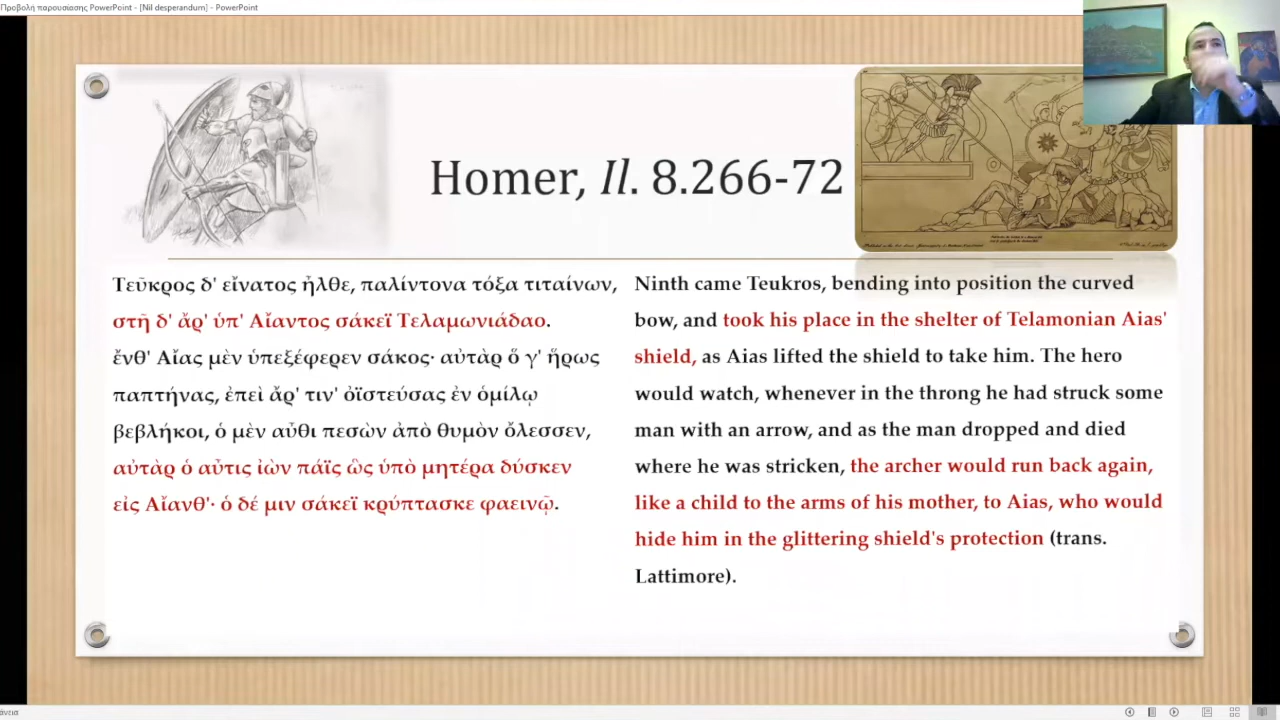 Προβολή παρουσίασης PowerPoint - [Nil desperandum] - PowerPoint
Homer, Il. 8.266-72
Τεῦκρος δ' εἴνατος ἦλθε, παλίντονα τόξα τιταίνων,
στῆ δ' ἄρ' ὑπ' Αἴαντος σάκεϊ Τελαμωνιάδαο.
ἔνθ' Αἴας μὲν ὑπεξέφερεν σάκος· αὐτὰρ ὅ γ' ἥρως
παπτήνας, ἐπεὶ ἄρ' τιν' ὀϊστεύσας ἐν ὁμίλῳ
βεβλήκοι, ὁ μὲν αὖθι πεσὼν ἀπὸ θυμὸν ὄλεσσεν,
αὐτὰρ ὁ αὖτις ἰὼν πάϊς ὣς ὑπὸ μητέρα δύσκεν
εἰς Αἴανθ'· ὁ δέ μιν σάκεϊ κρύπτασκε φαεινῷ.
Ninth came Teukros, bending into position the curved
bow, and took his place in the shelter of Telamonian Aias'
shield, as Aias lifted the shield to take him. The hero
would watch, whenever in the throng he had struck some
man with an arrow, and as the man dropped and died
where he was stricken, the archer would run back again,
like a child to the arms of his mother, to Aias, who would
hide him in the glittering shield's protection (trans.
Lattimore).